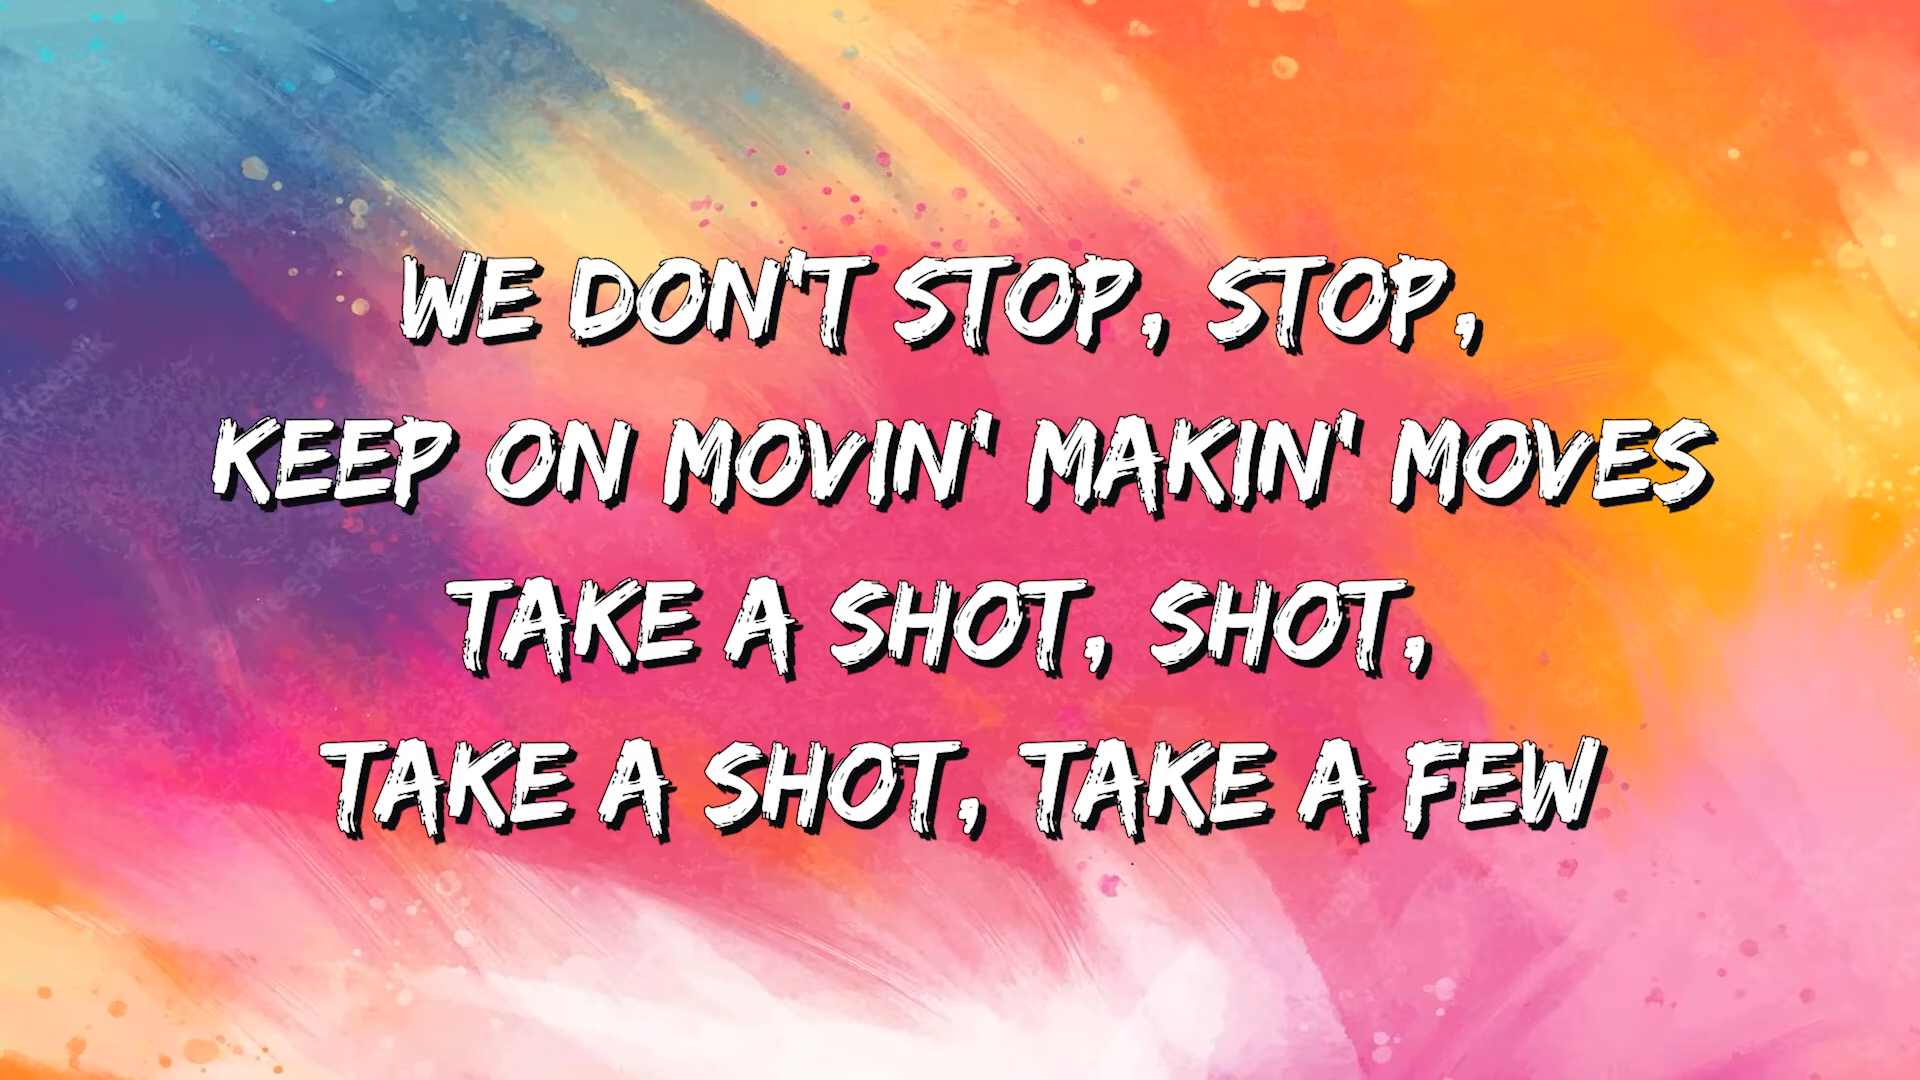 WE DON'T STOP, STOP,
KEEP ON MOVIN' MAKIN' MOVES
TAKE A SHOT, SHOT,
TAKE A SHOT, TAKE A FEW